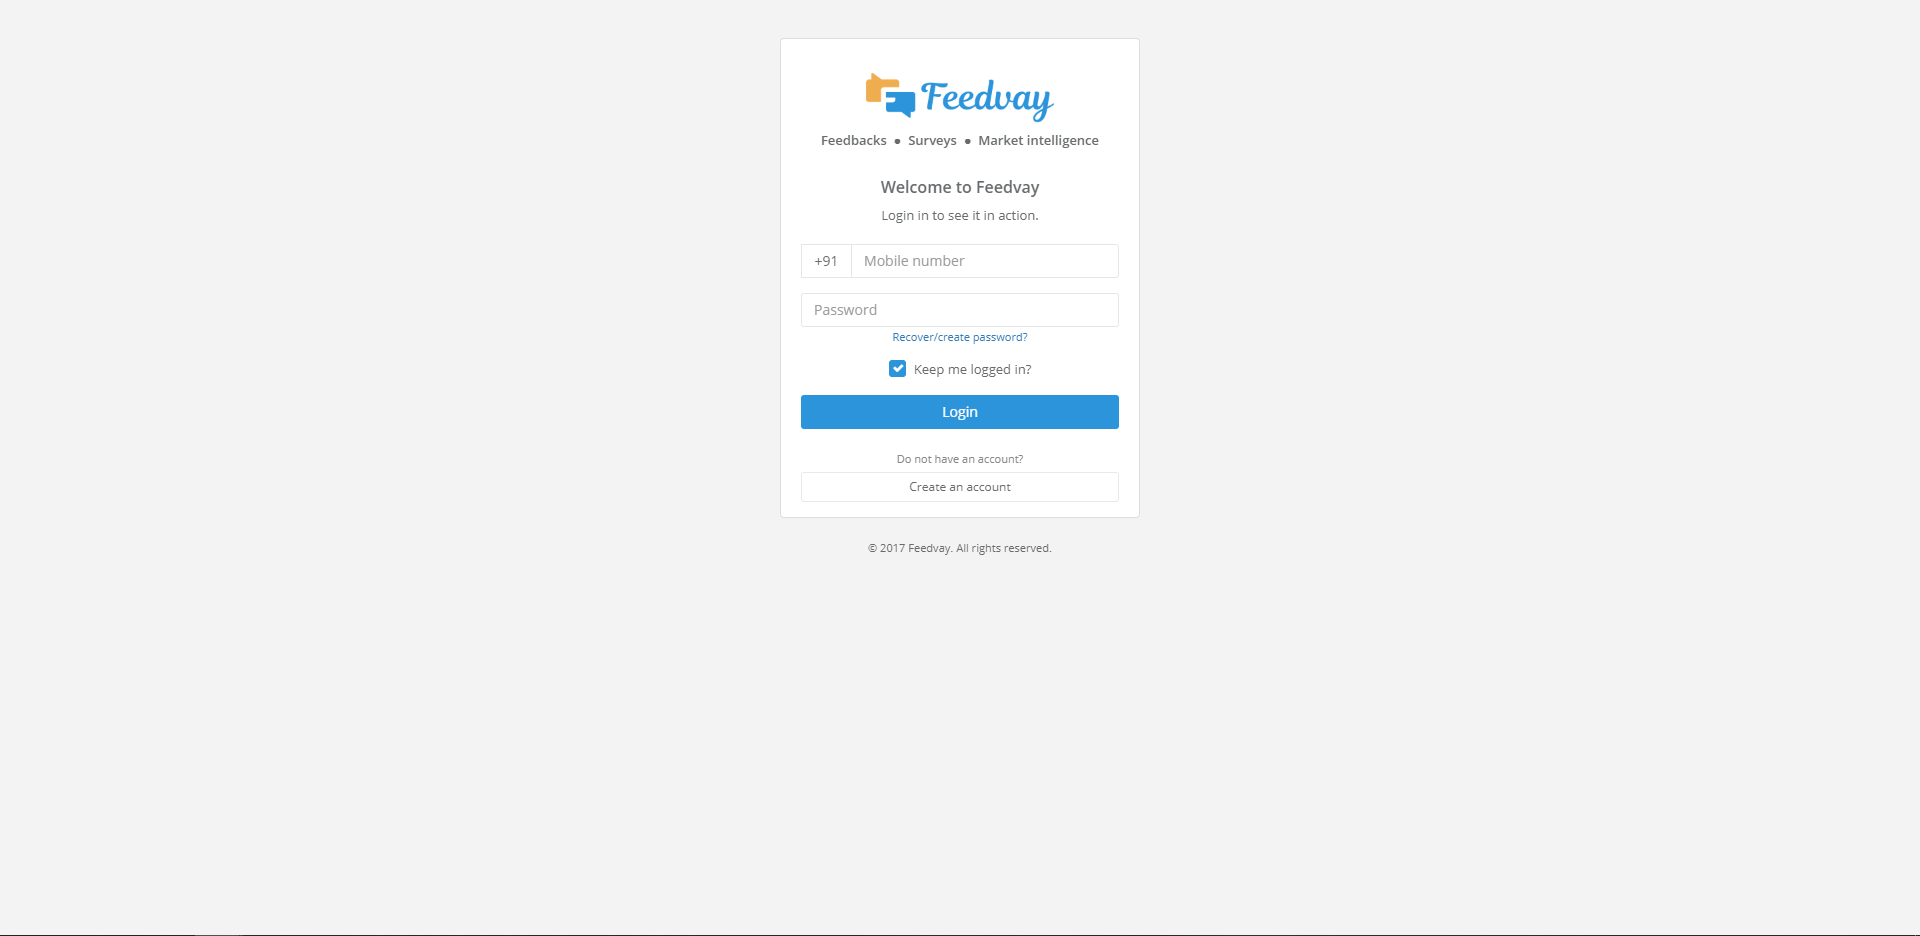 Feedvay
Feedbacks ● Surveys ● Market intelligence
Welcome to Feedvay
Login in to see it in action.
+91 Mobile number
Password
Recover/create password?
Keep me logged in?
Login
Do not have an account?
Create an account
© 2017 Feedvay. All rights reserved.